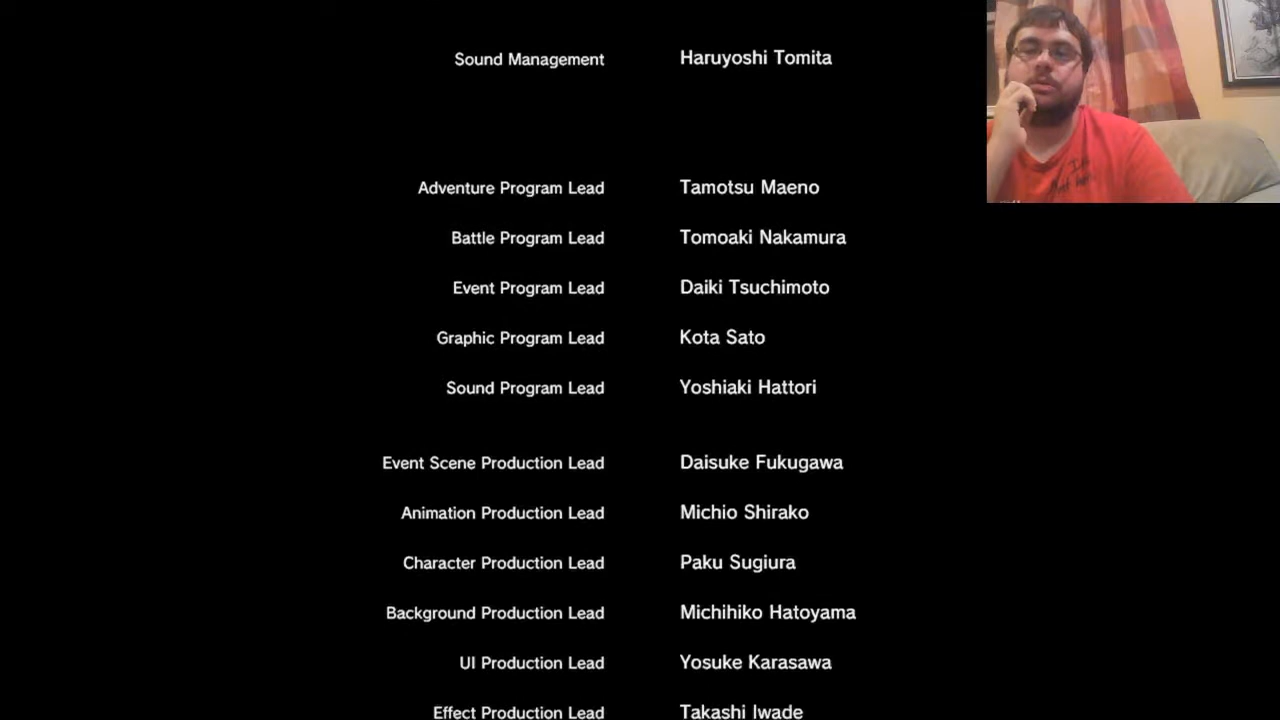 Sound Management Haruyoshi Tomita
Adventure Program Lead Tamotsu Maeno
Battle Program Lead Tomoaki Nakamura
Event Program Lead Daiki Tsuchimoto
Graphic Program Lead Kota Sato
Sound Program Lead Yoshiaki Hattori
Event Scene Production Lead Daisuke Fukugawa
Animation Production Lead Michio Shirako
Character Production Lead Paku Sugiura
Background Production Lead Michihiko Hatoyama
UI Production Lead Yosuke Karasawa
Effect Production Lead Takashi Iwade